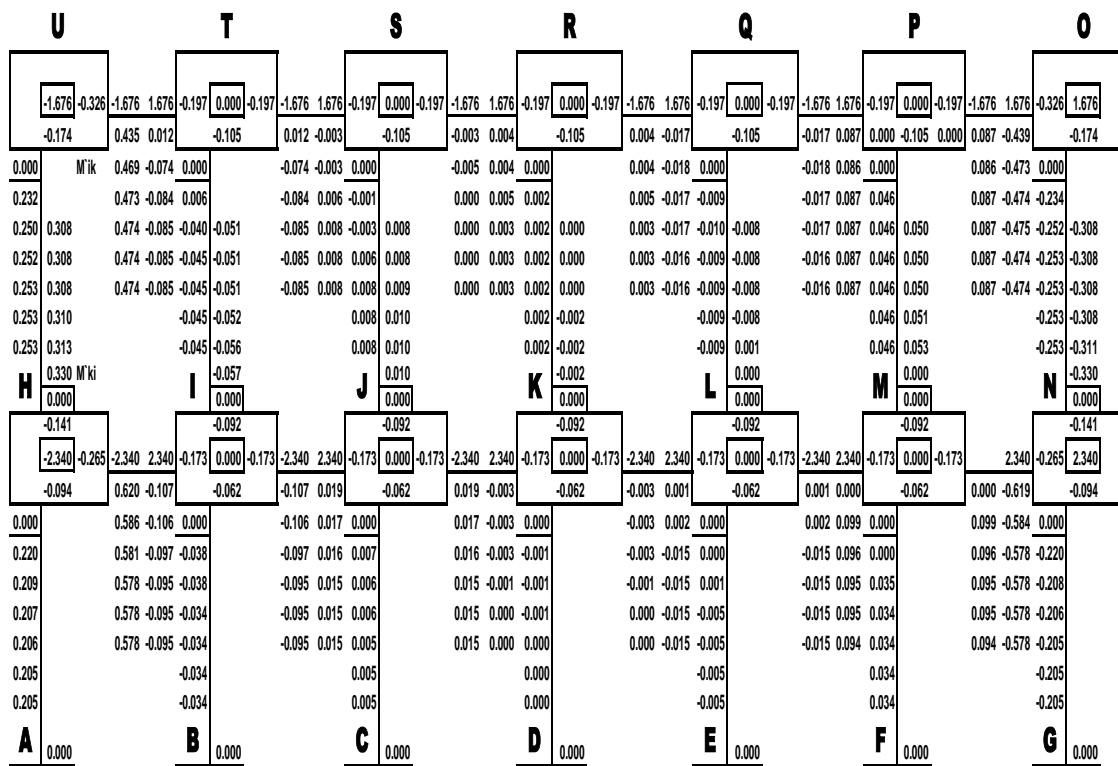 U T S R Q P O
-1.676 -0.326 -1.676 1.676 -0.197 0.000 -0.197 -1.676 1.676 -0.197 0.000 -0.197 -1.676 1.676 -0.197 0.000 -0.197 -1.676 1.676 -0.197 0.000 -0.197 -1.676 1.676 -0.197 0.000 -0.197 -1.676 1.676 -0.326 1.676
-0.174 0.435 0.012 -0.105 0.012 -0.003 -0.105 -0.003 0.004 -0.105 0.004 -0.017 -0.105 -0.017 0.087 0.000 -0.105 0.000 0.087 -0.439 -0.174
0.000 M`ik 0.469 -0.074 0.000 -0.074 -0.003 0.000 -0.005 0.004 0.000 0.004 -0.018 0.000 -0.018 0.086 0.000 0.086 -0.473 0.000
0.232 0.473 -0.084 0.006 -0.084 0.006 -0.001 0.000 0.005 0.002 0.005 -0.017 -0.009 -0.017 0.087 0.046 0.087 -0.474 -0.234
0.250 0.308 0.474 -0.085 -0.040 -0.051 -0.085 0.008 -0.003 0.008 0.000 0.003 0.002 0.000 0.003 -0.017 -0.010 -0.008 -0.017 0.087 0.046 0.050 0.087 -0.475 -0.252 -0.308
0.252 0.308 0.474 -0.085 -0.045 -0.051 -0.085 0.008 0.006 0.008 0.000 0.003 0.002 0.000 0.003 -0.016 -0.009 -0.008 -0.016 0.087 0.046 0.050 0.087 -0.474 -0.253 -0.308
0.253 0.308 0.474 -0.085 -0.045 -0.051 -0.085 0.008 0.008 0.009 0.000 0.003 0.002 0.000 0.003 -0.016 -0.009 -0.008 -0.016 0.087 0.046 0.050 0.087 -0.474 -0.253 -0.308
0.253 0.310 -0.045 -0.052 0.008 0.010 0.002 -0.002 -0.009 -0.008 0.046 0.051 -0.253 -0.308
0.253 0.313 -0.045 -0.056 0.008 0.010 0.002 -0.002 -0.009 0.001 0.046 0.053 -0.253 -0.311
0.330 M`ki -0.057 0.010 -0.002 0.000 0.000 -0.330
H I J K L M N
0.000 0.000 0.000 0.000 0.000 0.000 0.000
-0.141 -0.092 -0.092 -0.092 -0.092 -0.092 -0.141
-2.340 -0.265 -2.340 2.340 -0.173 0.000 -0.173 -2.340 2.340 -0.173 0.000 -0.173 -2.340 2.340 -0.173 0.000 -0.173 -2.340 2.340 -0.173 0.000 -0.173 -2.340 2.340 -0.173 0.000 -0.173 2.340 -0.265 2.340
-0.094 0.620 -0.107 -0.062 -0.107 0.019 -0.062 0.019 -0.003 -0.062 -0.003 0.001 -0.062 0.001 0.000 -0.062 0.000 -0.619 -0.094
0.000 0.586 -0.106 0.000 -0.106 0.017 0.000 0.017 -0.003 0.000 -0.003 0.002 0.000 0.002 0.099 0.000 0.099 -0.584 0.000
0.220 0.581 -0.097 -0.038 -0.097 0.016 0.007 0.016 -0.003 -0.001 -0.003 -0.015 0.000 -0.015 0.096 0.000 0.096 -0.578 -0.220
0.209 0.578 -0.095 -0.038 -0.095 0.015 0.006 0.015 -0.001 -0.001 -0.001 -0.015 0.001 -0.015 0.095 0.035 0.095 -0.578 -0.208
0.207 0.578 -0.095 -0.034 -0.095 0.015 0.006 0.015 0.000 -0.001 0.000 -0.015 -0.005 -0.015 0.095 0.034 0.095 -0.578 -0.206
0.206 0.578 -0.095 -0.034 -0.095 0.015 0.005 0.015 0.000 0.000 0.000 -0.015 -0.005 -0.015 0.094 0.034 0.094 -0.578 -0.205
0.205 -0.034 0.005 0.000 -0.005 0.034 -0.205
0.205 -0.034 0.005 0.000 -0.005 0.034 -0.205
A B C D E F G
0.000 0.000 0.000 0.000 0.000 0.000 0.000